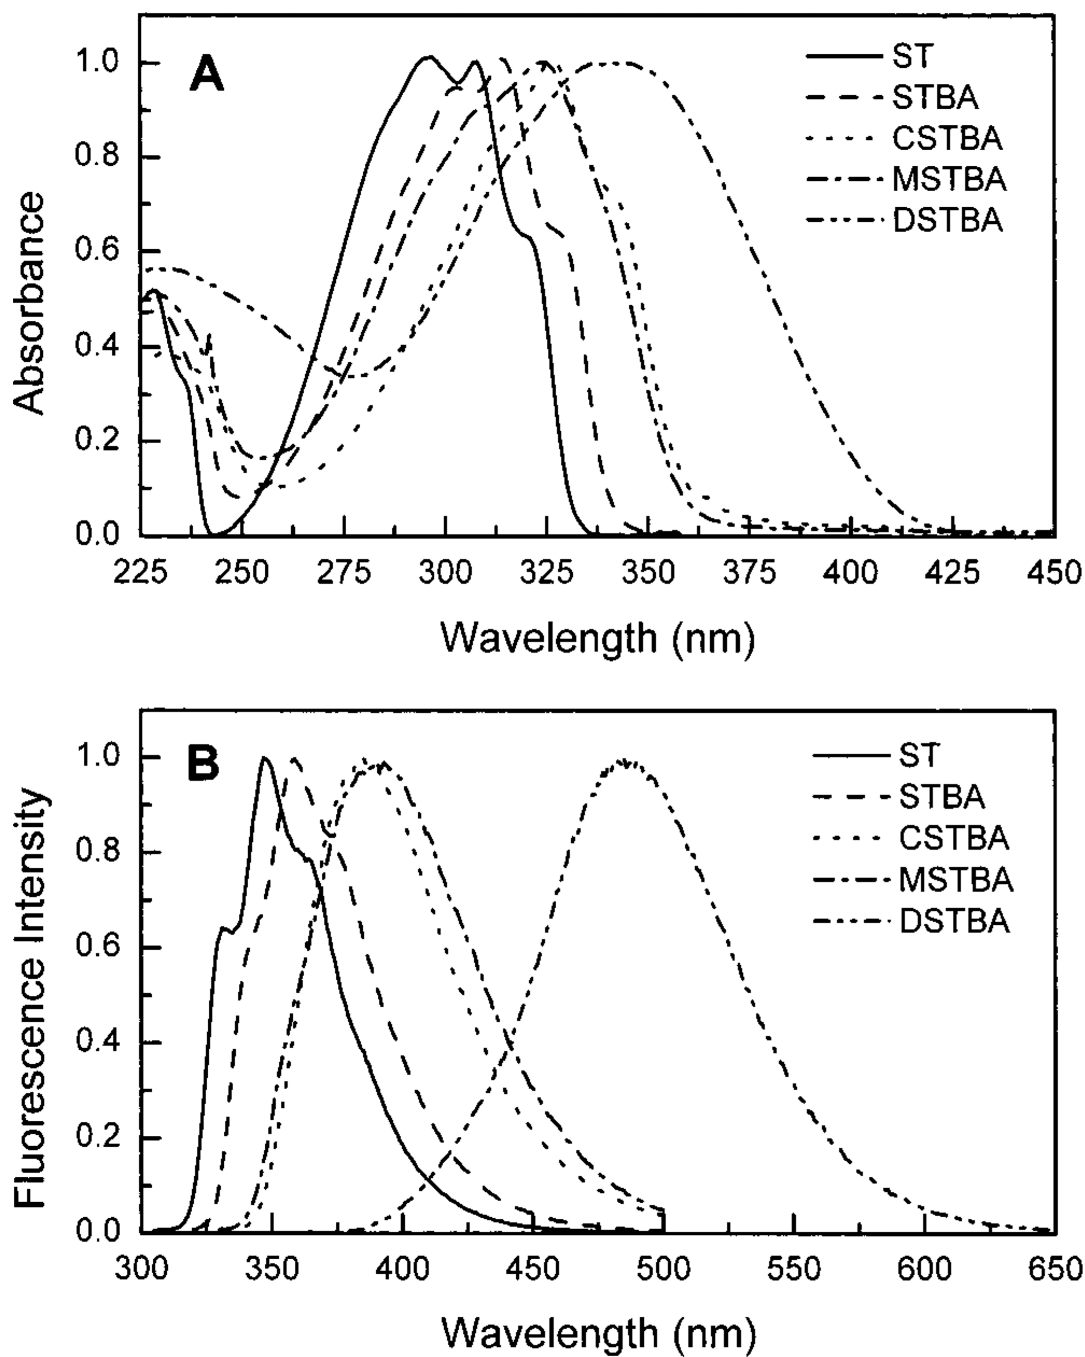 A
ST
STBA
CSTBA
MSTBA
DSTBA
Absorbance
1.0
0.8
0.6
0.4
0.2
0.0
225 250 275 300 325 350 375 400 425 450
Wavelength (nm)
B
ST
STBA
CSTBA
MSTBA
DSTBA
Fluorescence Intensity
1.0
0.8
0.6
0.4
0.2
0.0
300 350 400 450 500 550 600 650
Wavelength (nm)